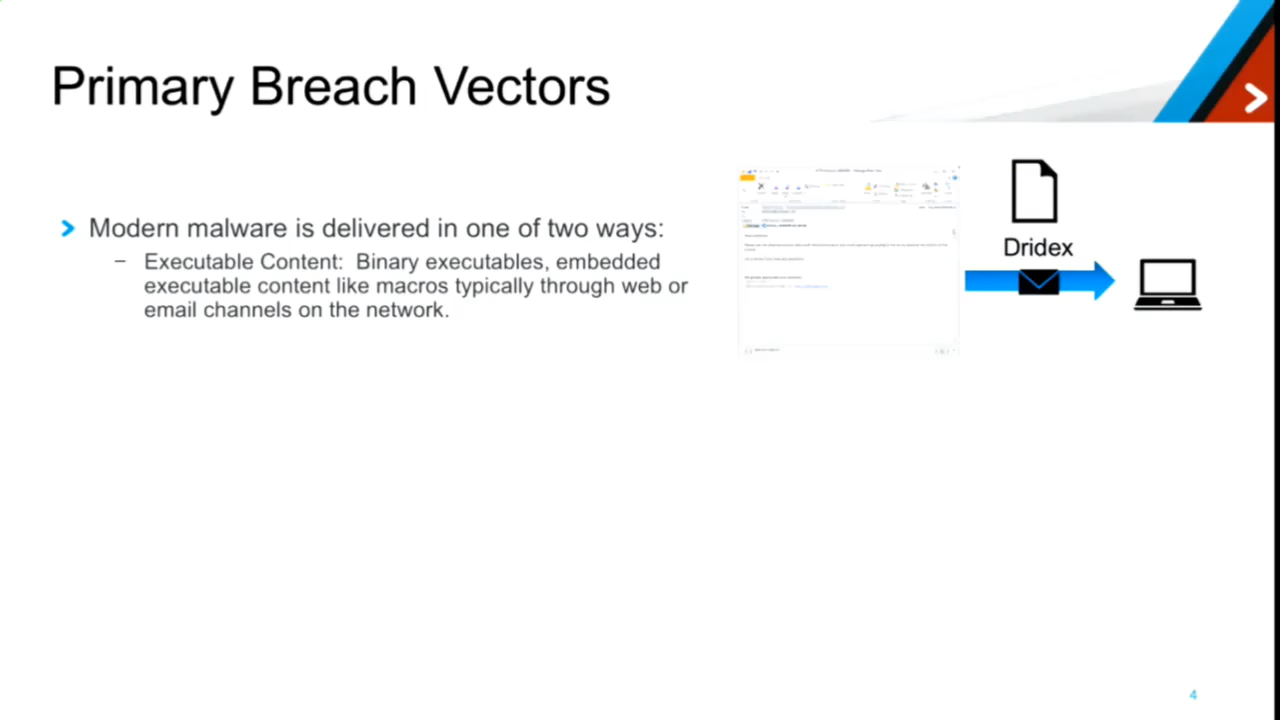 Primary Breach Vectors
Modern malware is delivered in one of two ways:
– Executable Content: Binary executables, embedded
executable content like macros typically through web or
email channels on the network.
Dridex
4